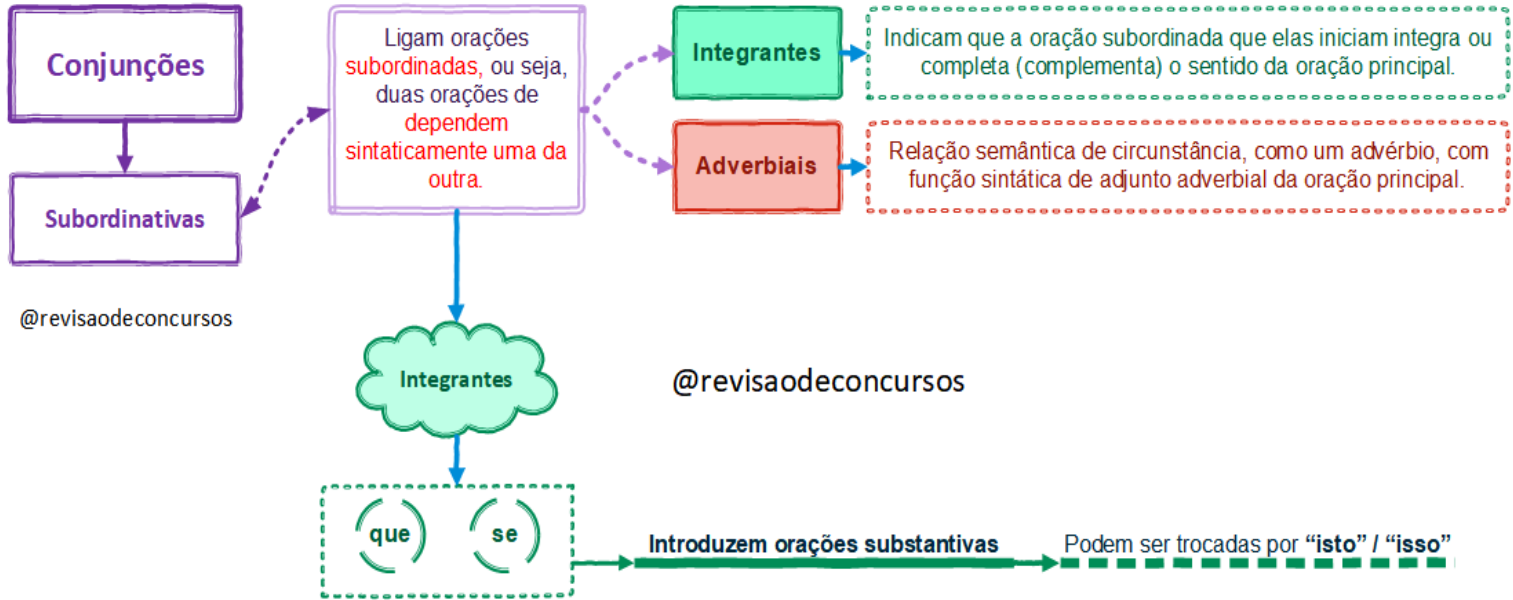 Conjunções
Subordinativas
@revisaodeconcursos
Ligam orações
subordinadas, ou seja,
duas orações de
dependem
sintaticamente uma da
outra.
Integrantes
Indicam que a oração subordinada que elas iniciam integra ou
completa (complementa) o sentido da oração principal.
Adverbiais
Relação semântica de circunstância, como um advérbio, com
função sintática de adjunto adverbial da oração principal.
Integrantes
@revisaodeconcursos
que
se
Introduzem orações substantivas
Podem ser trocadas por “isto” / “isso”